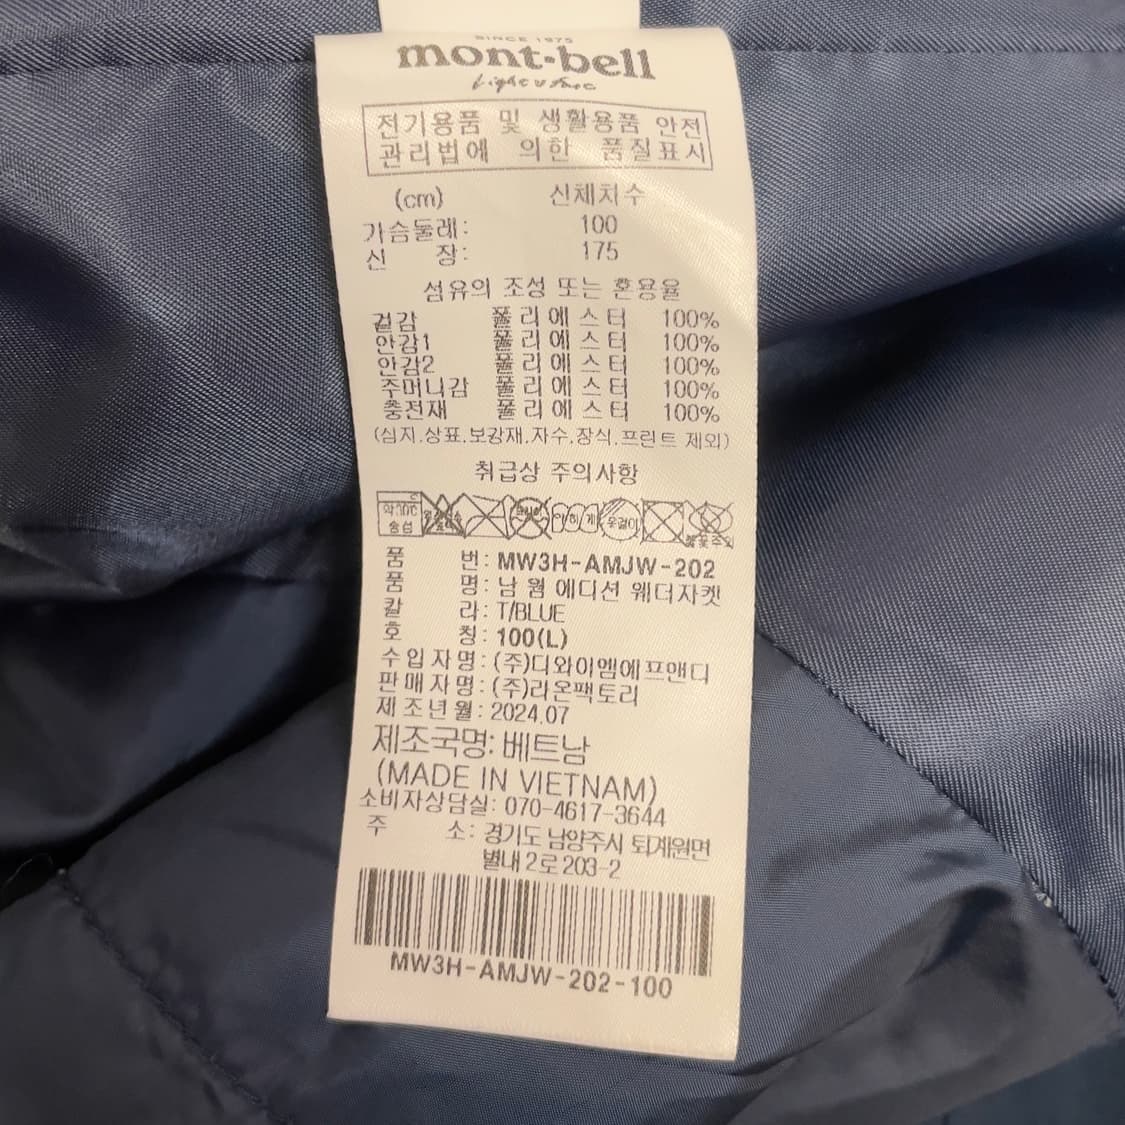 SINCE 1975
mont-bell
Light & Fast
전기용품 및 생활용품 안전
관리법에 의한 품질표시
(cm) 신체치수
가슴둘레: 100
신 장: 175
섬유의 조성 또는 혼용율
겉감 폴리에스터 100%
안감1 폴리에스터 100%
안감2 폴리에스터 100%
주머니감 폴리에스터 100%
충전재 폴리에스터 100%
(심지.상표.보강재.자수.장식.프린트 제외)
취급상 주의사항
옷걸이
품 번: MW3H-AMJW-202
품 명: 남 웜 에디션 웨더자켓
칼 라: T/BLUE
호 칭: 100(L)
수입자명: (주)디와이엠에프앤디
판매자명: (주)라온팩토리
제조년월: 2024.07
제조국명: 베트남
(MADE IN VIETNAM)
소비자상담실: 070-4617-3644
주 소: 경기도 남양주시 퇴계원면
별내2로 203-2
MW3H-AMJW-202-100